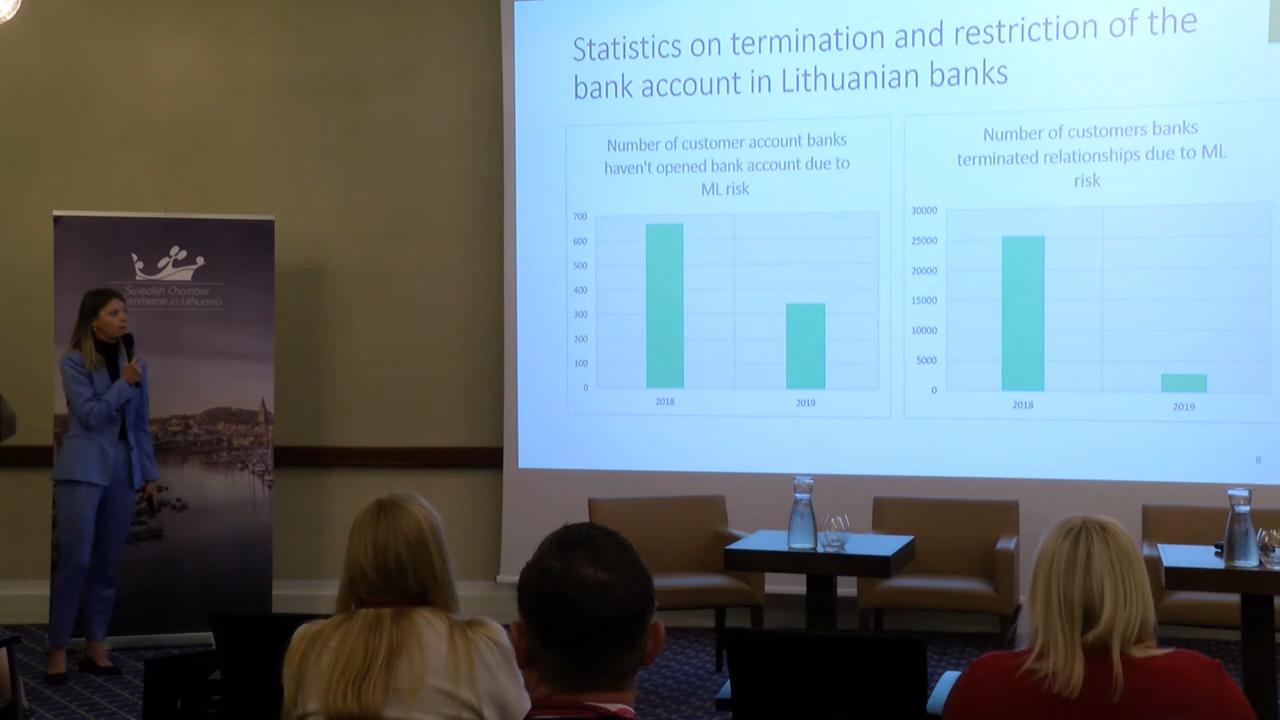 Statistics on termination and restriction of the
bank account in Lithuanian banks
Number of customer account banks
haven't opened bank account due to
ML risk
700
600
500
400
300
200
100
0
2018
2019
Number of customers banks
terminated relationships due to ML
risk
30000
25000
20000
15000
10000
5000
0
2018
2019
8
Swedish Chamber
ommerce in Lithuania